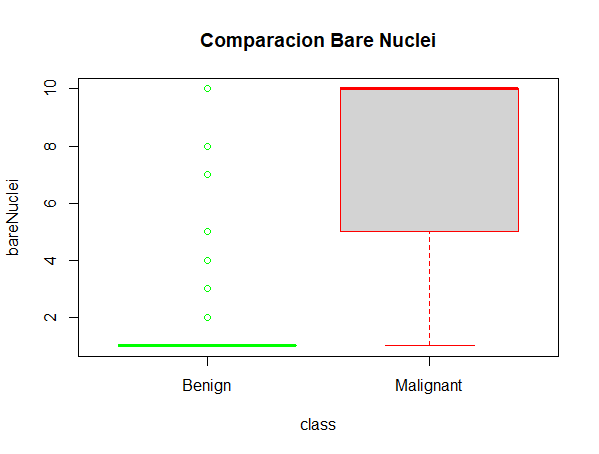 Comparacion Bare Nuclei
bareNuclei
10
8
6
4
2
Benign
Malignant
class